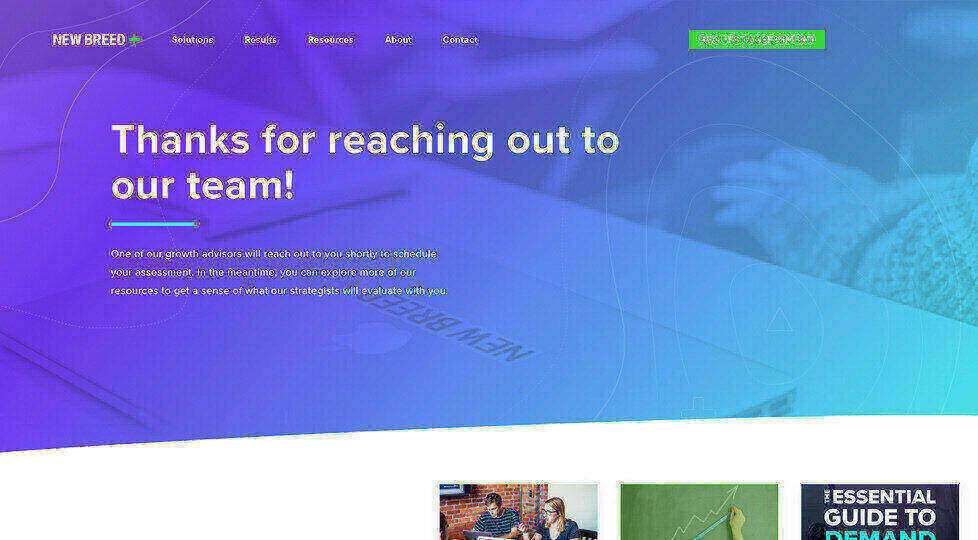 NEW BREED
Solutions
Results
Resources
About
Contact
Thanks for reaching out to
our team!
One of our growth advisors will reach out to you shortly to schedule
your assessment. In the meantime, you can explore more of our
resources to get a sense of what our strategists will evaluate with you.
NEW BREED
THE ESSENTIAL
GUIDE TO
DEMAND